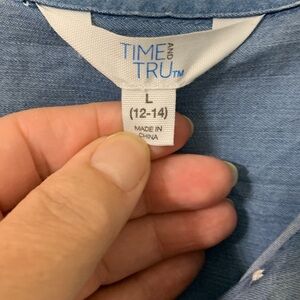 TIME AND
TRU™
L
(12-14)
MADE IN
CHINA